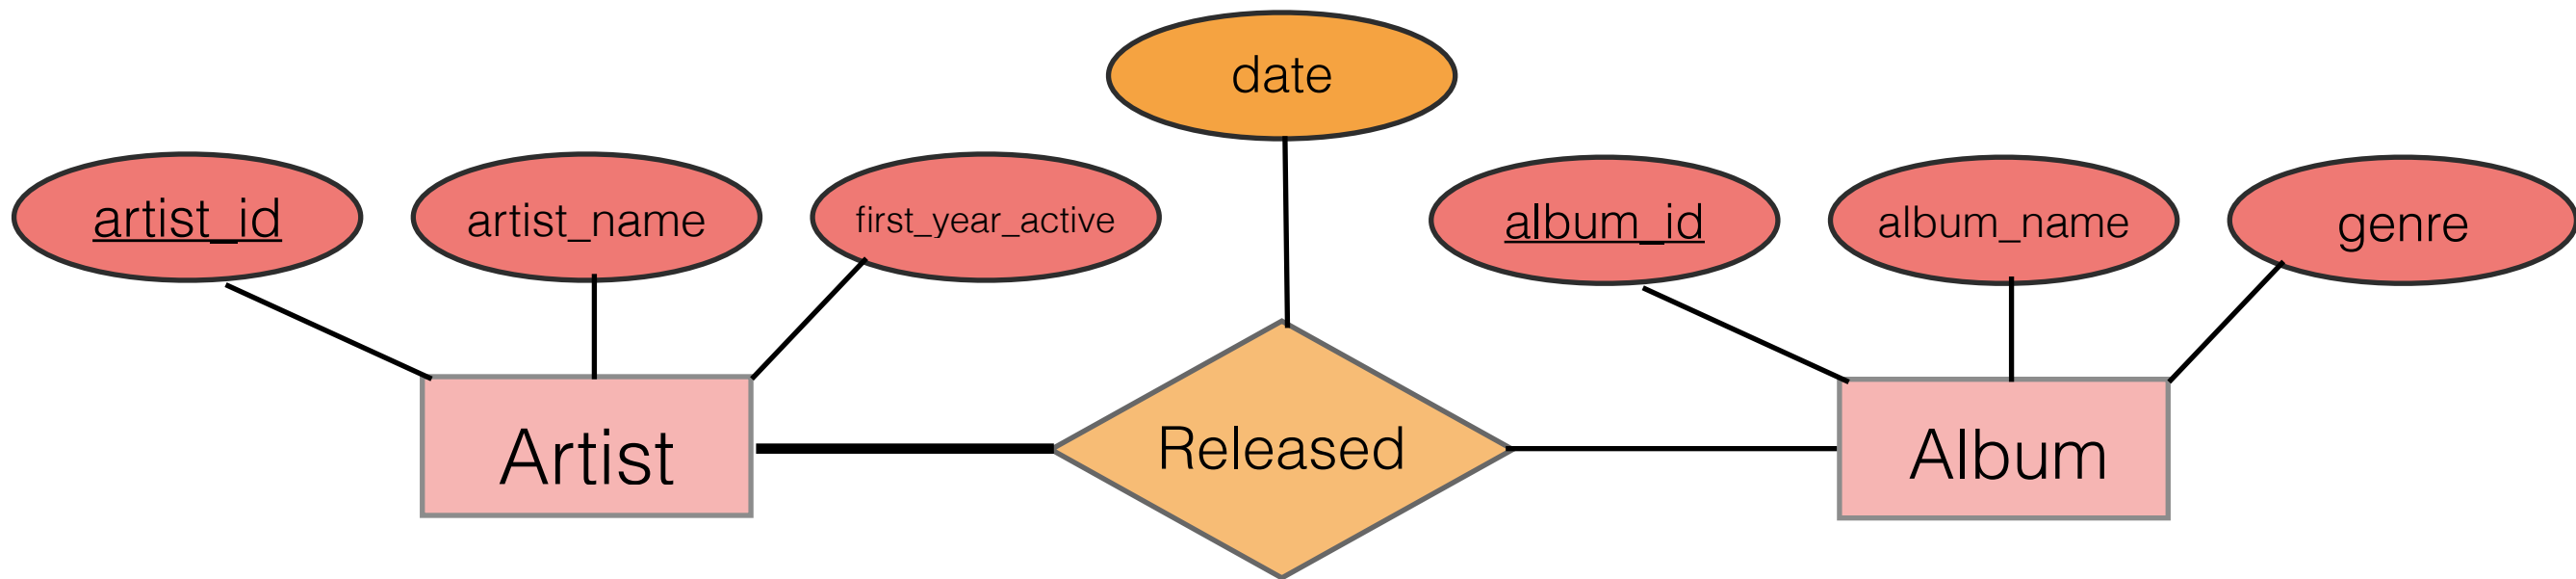 date
artist_id
artist_name
first_year_active
album_id
album_name
genre
Artist
Released
Album